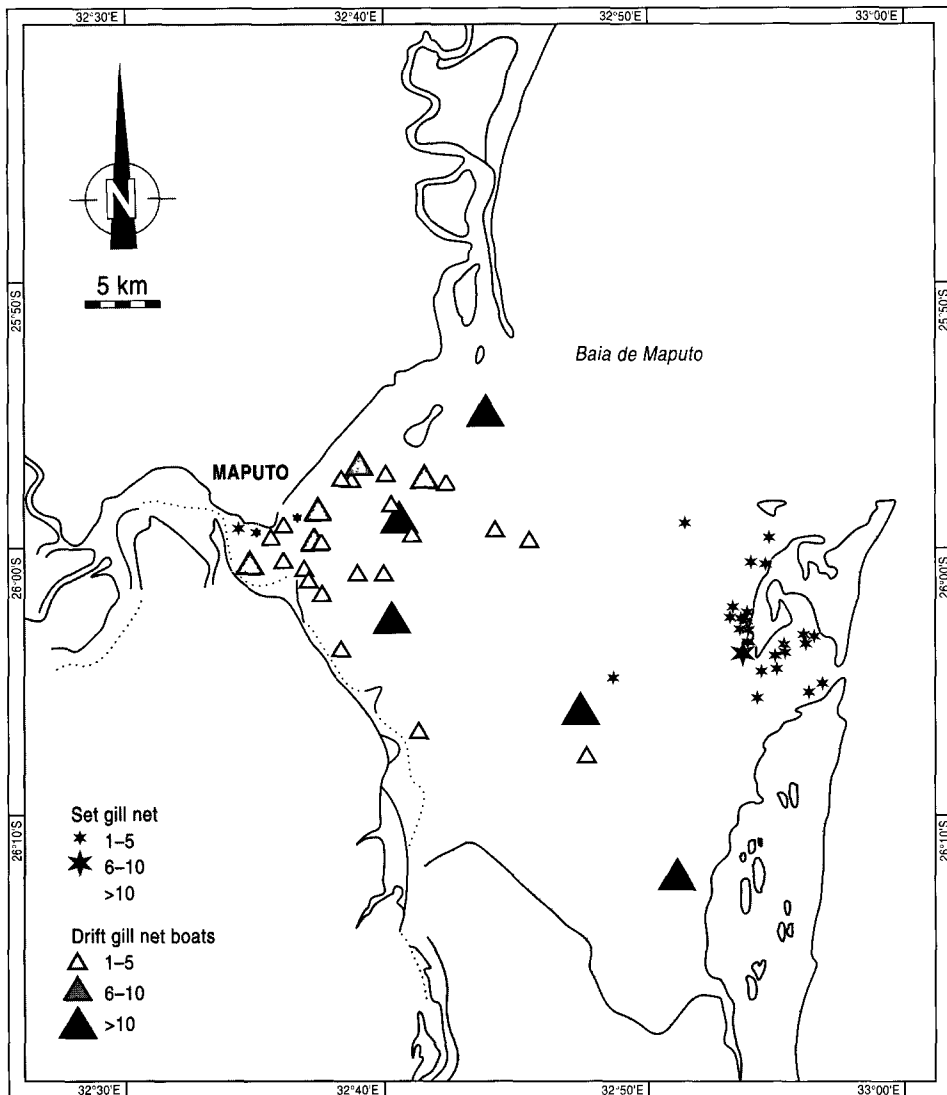 32°30'E 32°40'E 32°50'E 33°00'E
N
5 km
25°50'S 25°50'S
Baia de Maputo
MAPUTO
26°00'S 26°00'S
Set gill net
1–5
6–10
>10
26°10'S 26°10'S
Drift gill net boats
1–5
6–10
>10
32°30'E 32°40'E 32°50'E 33°00'E